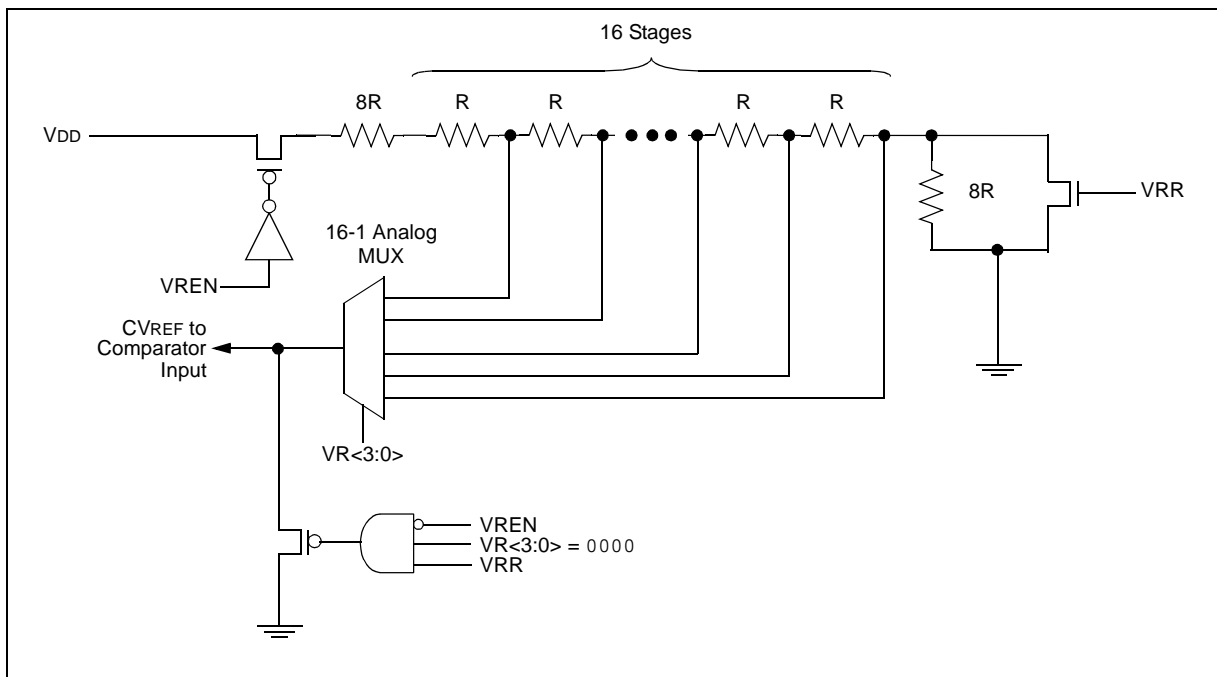 16 Stages
8R
R
R
R
R
VDD
8R
VRR
16-1 Analog
MUX
VREN
CVREF to
Comparator
Input
VR<3:0>
VREN
VR<3:0> = 0000
VRR